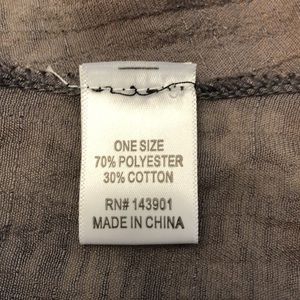 ONE SIZE
70% POLYESTER
30% COTTON
RN# 143901
MADE IN CHINA